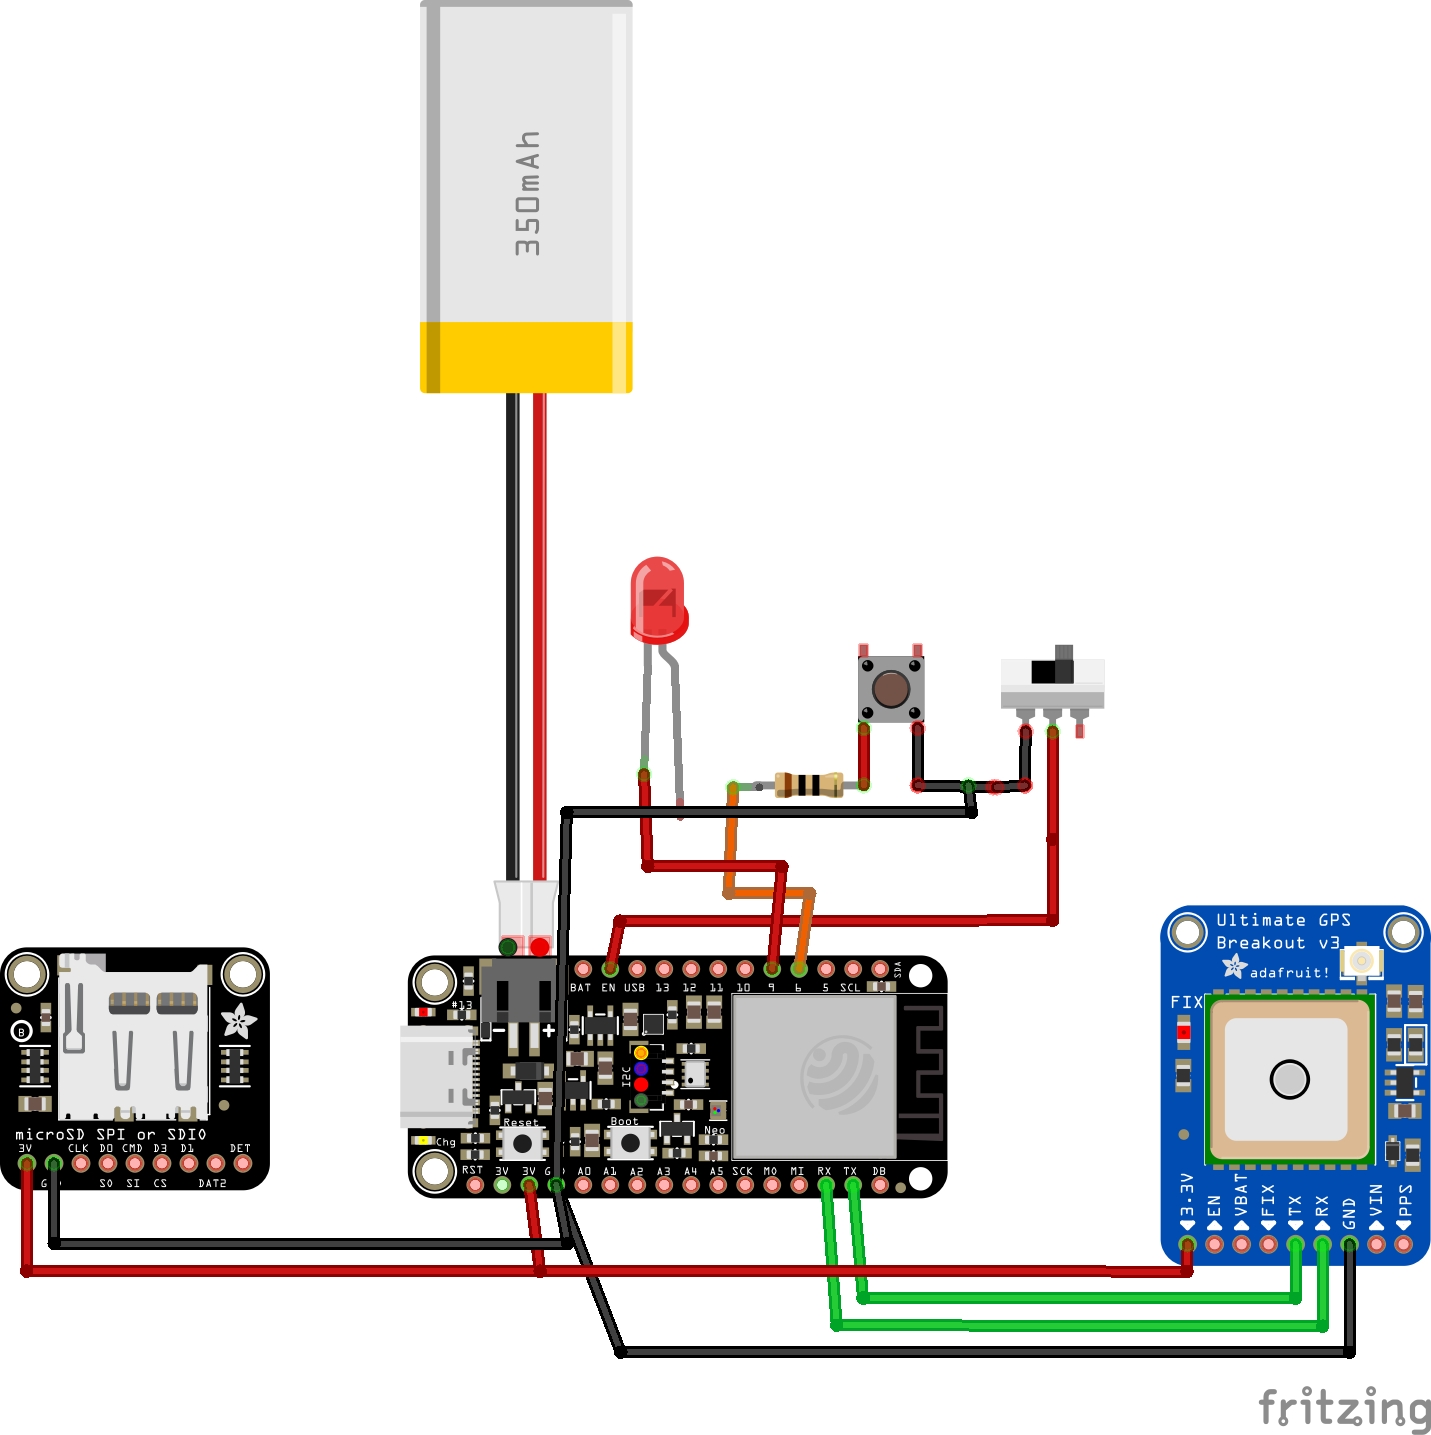 350mAh
Ultimate GPS
Breakout v3
adafruit!
FIX
BAT EN USB 13 12 11 10 9 6 5 SCL SDA
#13
- +
I2C
Reset
Boot
Neo
Chg
RST 3V 3V A0 A1 A2 A3 A4 A5 SCK MO MI RX TX DB
B
microSD SPI or SDIO
3V CLK DO CMD D3 D1 DET
SO SI CS DAT2
3.3V EN VBAT FIX TX RX GND VIN PPS
fritzing